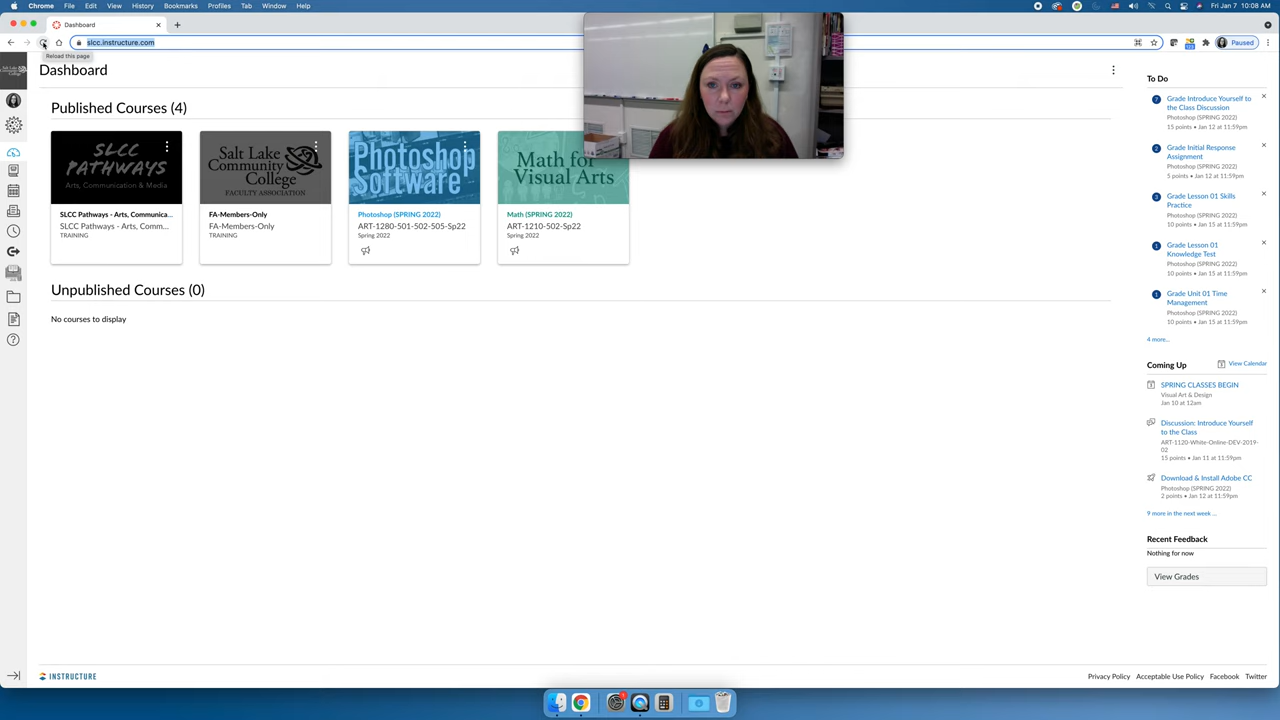 Chrome File Edit View History Bookmarks Profiles Tab Window Help
Fri Jan 7 10:08 AM
Dashboard
slcc.instructure.com
Paused
Reload this page
Dashboard
Published Courses (4)
SLCC
PATHWAYS
Arts, Communication & Media
SLCC Pathways - Arts, Communica...
SLCC Pathways - Arts, Comm...
TRAINING
Salt Lake
Community
College
FACULTY ASSOCIATION
FA-Members-Only
FA-Members-Only
TRAINING
Photoshop
Software
Photoshop (SPRING 2022)
ART-1280-501-502-505-Sp22
Spring 2022
Math for
Visual Arts
Math (SPRING 2022)
ART-1210-502-Sp22
Spring 2022
Unpublished Courses (0)
No courses to display
To Do
7
Grade Introduce Yourself to
the Class Discussion
Photoshop (SPRING 2022)
15 points • Jan 12 at 11:59pm
2
Grade Initial Response
Assignment
Photoshop (SPRING 2022)
5 points • Jan 12 at 11:59pm
3
Grade Lesson 01 Skills
Practice
Photoshop (SPRING 2022)
10 points • Jan 15 at 11:59pm
1
Grade Lesson 01
Knowledge Test
Photoshop (SPRING 2022)
10 points • Jan 15 at 11:59pm
1
Grade Unit 01 Time
Management
Photoshop (SPRING 2022)
10 points • Jan 15 at 11:59pm
4 more...
Coming Up
View Calendar
SPRING CLASSES BEGIN
Visual Art & Design
Jan 10 at 12am
Discussion: Introduce Yourself
to the Class
ART-1120-White-Online-DEV-2019-
02
15 points • Jan 11 at 11:59pm
Download & Install Adobe CC
Photoshop (SPRING 2022)
2 points • Jan 12 at 11:59pm
9 more in the next week ...
Recent Feedback
Nothing for now
View Grades
INSTRUCTURE
Privacy Policy Acceptable Use Policy Facebook Twitter